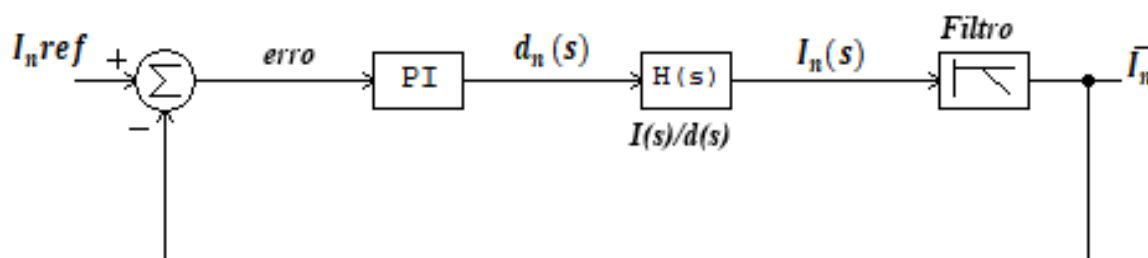 Iₙref
+
Σ
−
erro
PI
dₙ(s)
H(s)
I(s)/d(s)
Iₙ(s)
Filtro
I̅ₙ